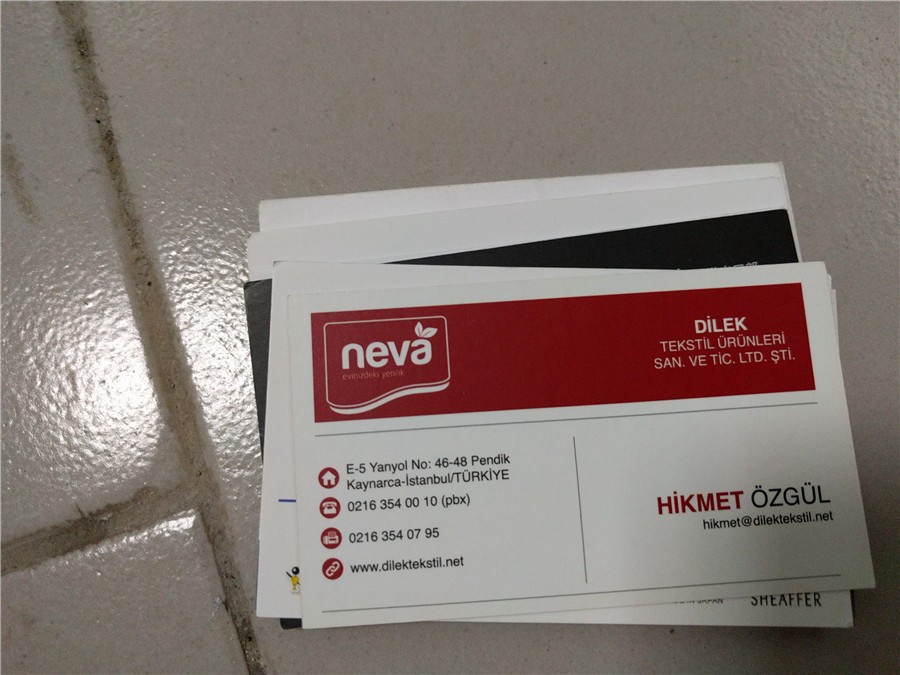 neva
evinizdeki yenilik
DİLEK
TEKSTİL ÜRÜNLERİ
SAN. VE TİC. LTD. ŞTİ.
E-5 Yanyol No: 46-48 Pendik
Kaynarca-İstanbul/TÜRKİYE
0216 354 00 10 (pbx)
0216 354 07 95
www.dilektekstil.net
HİKMET ÖZGÜL
hikmet@dilektekstil.net
IN JAPAN
SHEAFFER